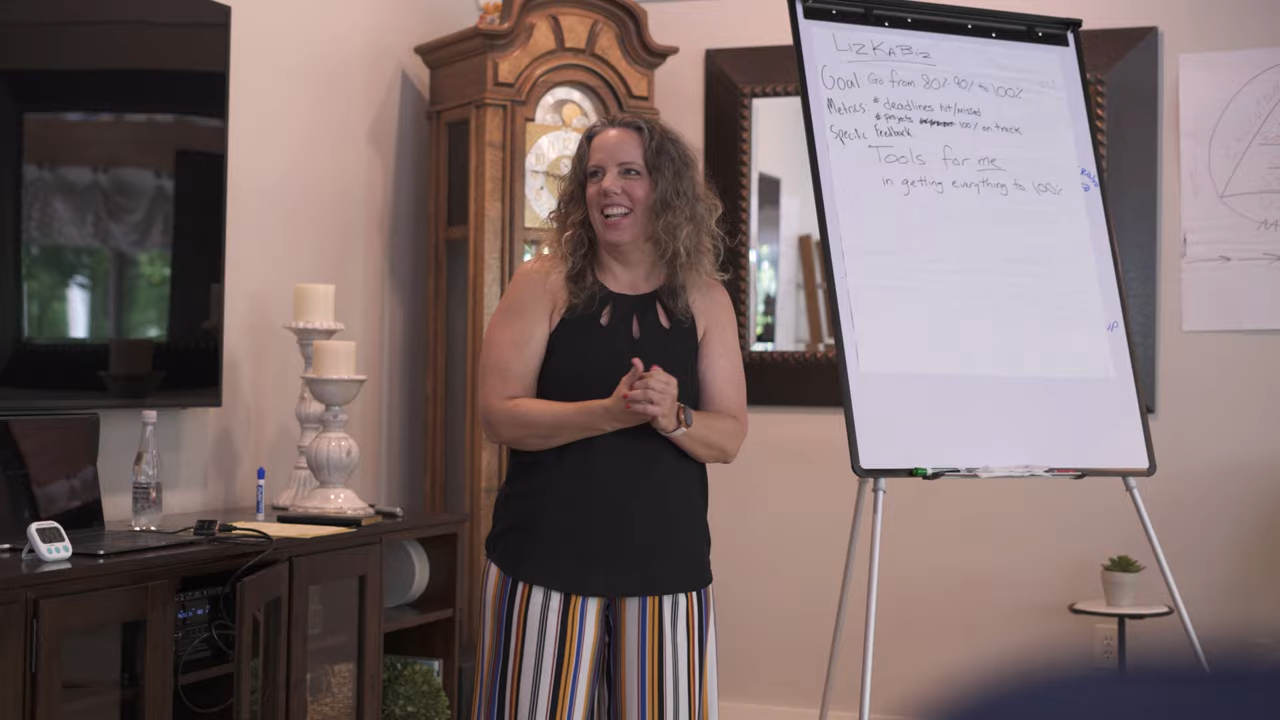 LizKaBiz
Goal Go from 80% 90% to 100%
Metrics: # deadlines hit/missed
# projects 100% on track
Specific Feedback
Tools for me
in getting everything to 100%